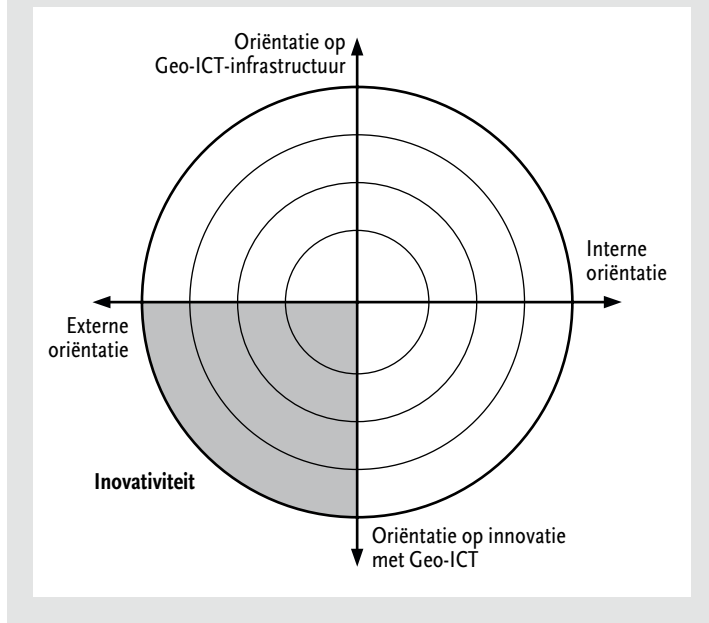 Oriëntatie op
Geo-ICT-infrastructuur
Interne
oriëntatie
Externe
oriëntatie
Inovativiteit
Oriëntatie op innovatie
met Geo-ICT